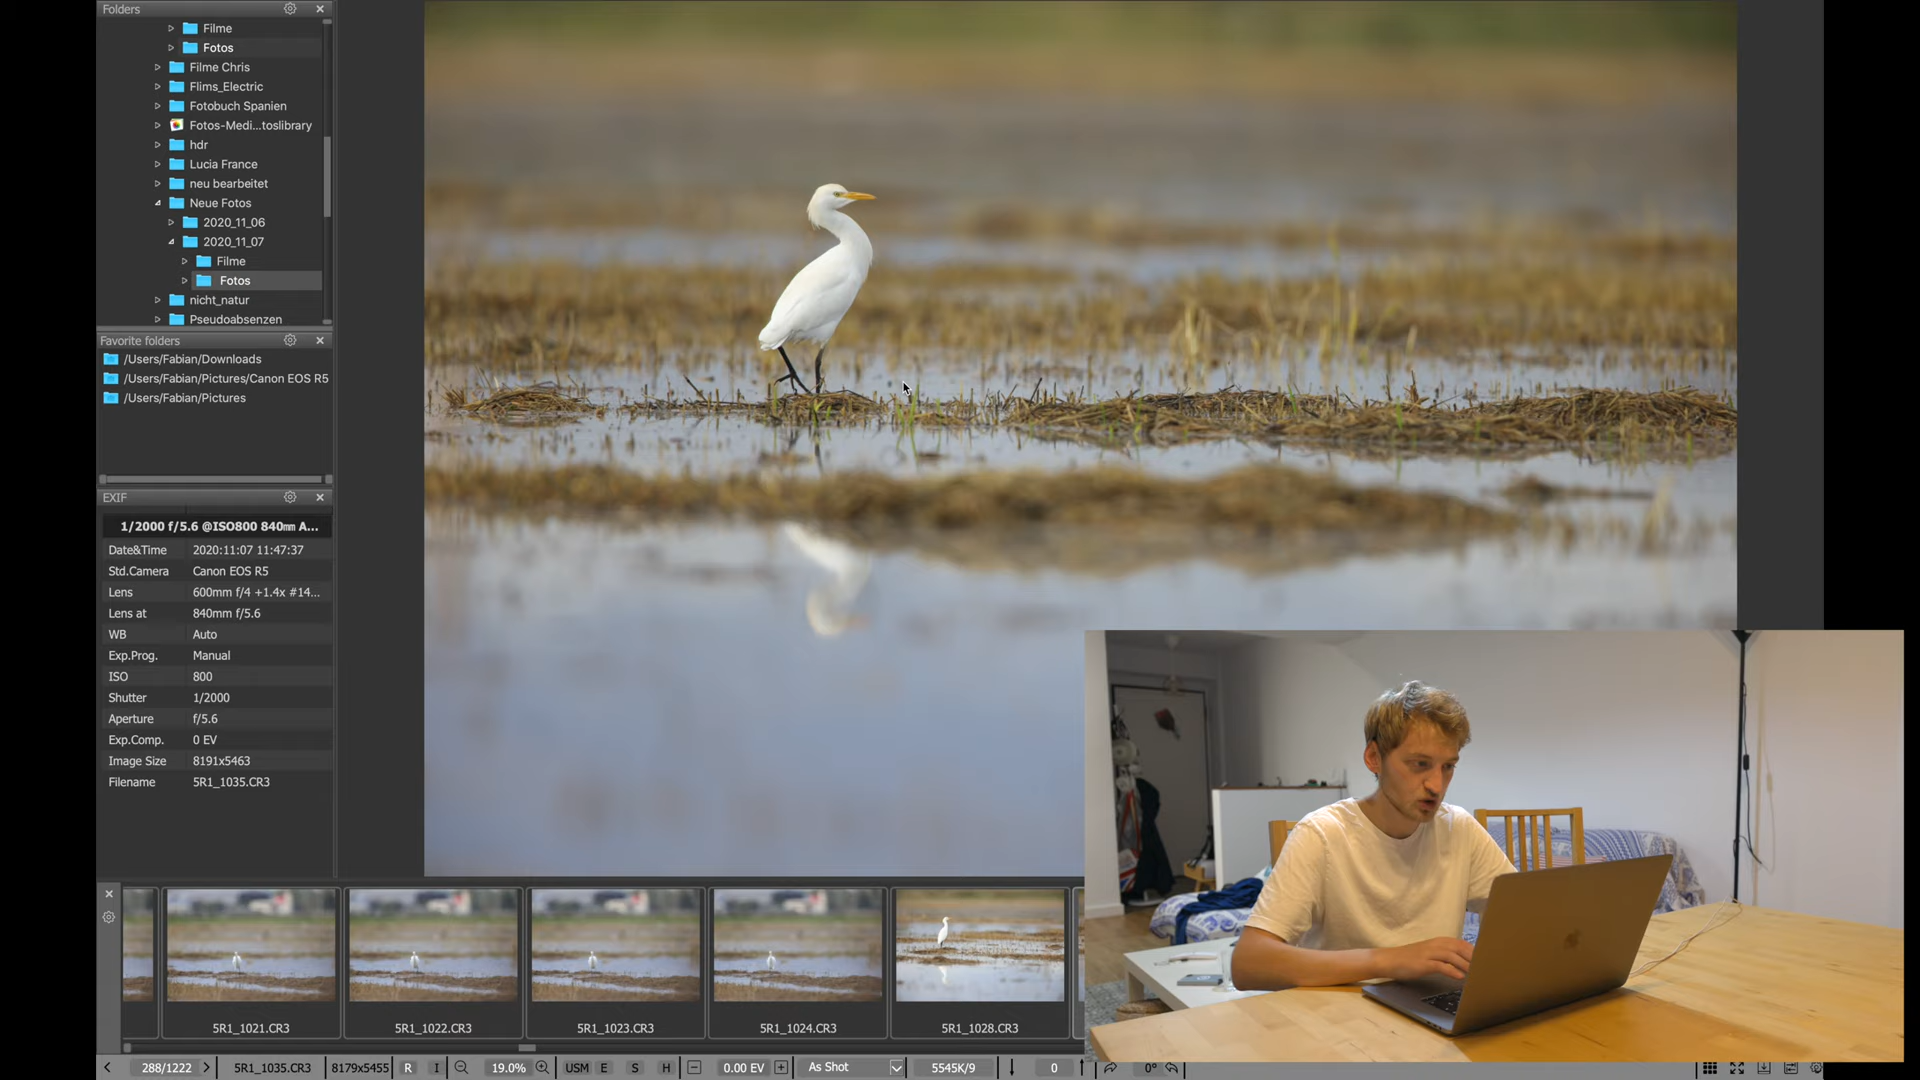 Folders
Filme
Fotos
Filme Chris
Flims_Electric
Fotobuch Spanien
Fotos-Medi...toslibrary
hdr
Lucia France
neu bearbeitet
Neue Fotos
2020_11_06
2020_11_07
Filme
Fotos
nicht_natur
Pseudoabsenzen
Favorite folders
/Users/Fabian/Downloads
/Users/Fabian/Pictures/Canon EOS R5
/Users/Fabian/Pictures
EXIF
1/2000 f/5.6 @ISO800 840mm A...
Date&Time 2020:11:07 11:47:37
Std.Camera Canon EOS R5
Lens 600mm f/4 +1.4x #14...
Lens at 840mm f/5.6
WB Auto
Exp.Prog. Manual
ISO 800
Shutter 1/2000
Aperture f/5.6
Exp.Comp. 0 EV
Image Size 8191x5463
Filename 5R1_1035.CR3
5R1_1021.CR3 5R1_1022.CR3 5R1_1023.CR3 5R1_1024.CR3 5R1_1028.CR3
288/1222 5R1_1035.CR3 8179x5455 R I 19.0% USM E S H 0.00 EV As Shot 5545K/9 0 0°